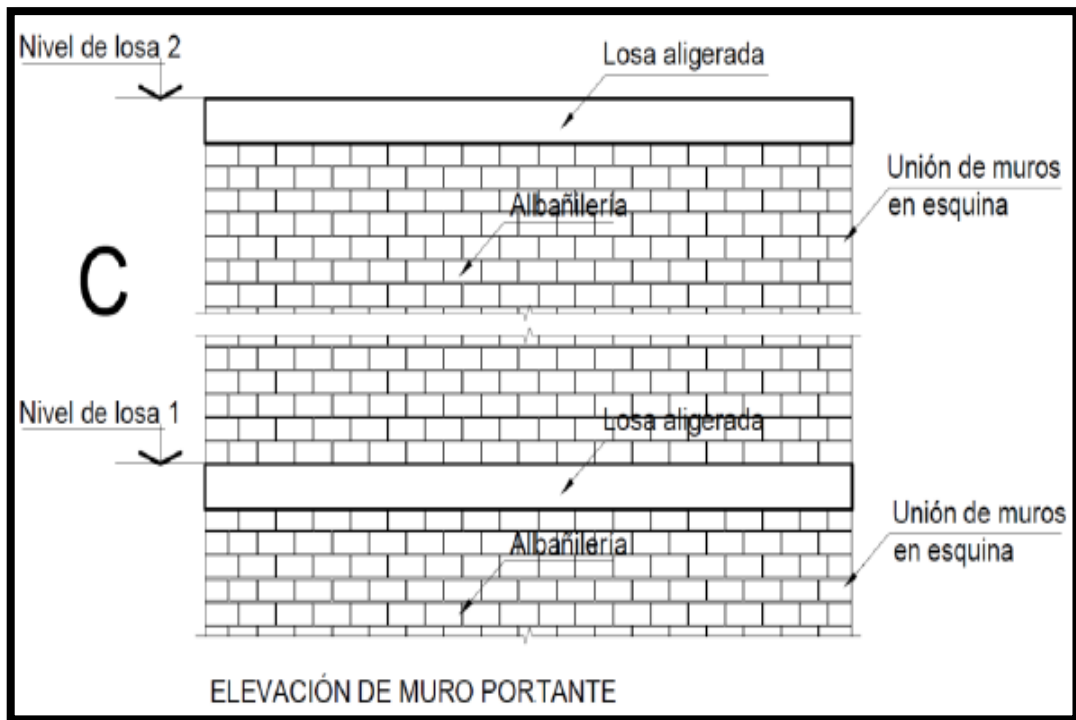 Nivel de losa 2
Losa aligerada
Unión de muros
en esquina
Albañilería
C
Nivel de losa 1
Losa aligerada
Unión de muros
en esquina
Albañilería
ELEVACIÓN DE MURO PORTANTE